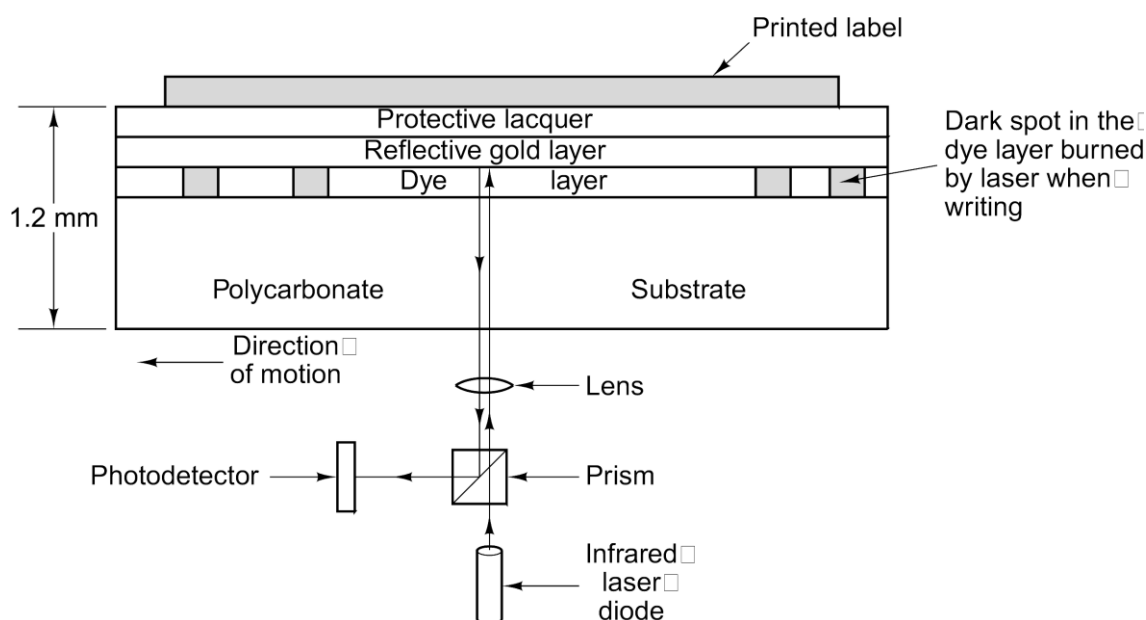 Printed label
Protective lacquer
Reflective gold layer
Dye layer
Dark spot in the
dye layer burned
by laser when
writing
1.2 mm
Polycarbonate Substrate
Direction
of motion
Lens
Photodetector
Prism
Infrared
laser
diode